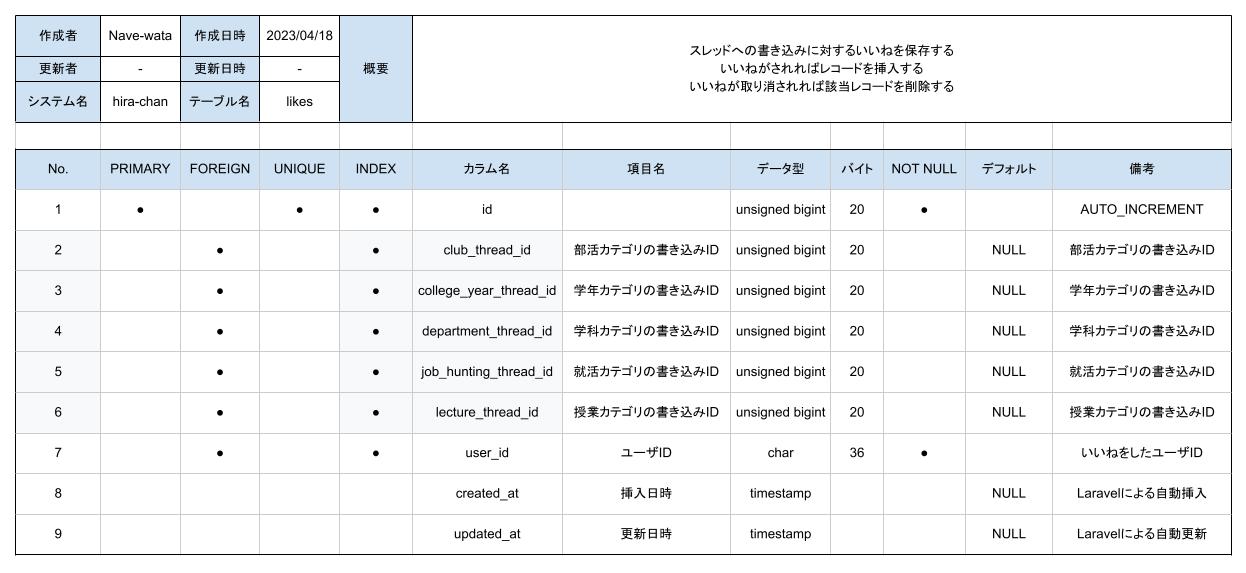 作成者 Nave-wata 作成日時 2023/04/18 概要 スレッドへの書き込みに対するいいねを保存する
いいねがされればレコードを挿入する
いいねが取り消されれば該当レコードを削除する
更新者 - 更新日時 -
システム名 hira-chan テーブル名 likes
No. PRIMARY FOREIGN UNIQUE INDEX カラム名 項目名 データ型 バイト NOT NULL デフォルト 備考
1 ● ● ● id unsigned bigint 20 ● AUTO_INCREMENT
2 ● ● club_thread_id 部活カテゴリの書き込みID unsigned bigint 20 NULL 部活カテゴリの書き込みID
3 ● ● college_year_thread_id 学年カテゴリの書き込みID unsigned bigint 20 NULL 学年カテゴリの書き込みID
4 ● ● department_thread_id 学科カテゴリの書き込みID unsigned bigint 20 NULL 学科カテゴリの書き込みID
5 ● ● job_hunting_thread_id 就活カテゴリの書き込みID unsigned bigint 20 NULL 就活カテゴリの書き込みID
6 ● ● lecture_thread_id 授業カテゴリの書き込みID unsigned bigint 20 NULL 授業カテゴリの書き込みID
7 ● ● user_id ユーザID char 36 ● いいねをしたユーザID
8 created_at 挿入日時 timestamp NULL Laravelによる自動挿入
9 updated_at 更新日時 timestamp NULL Laravelによる自動更新